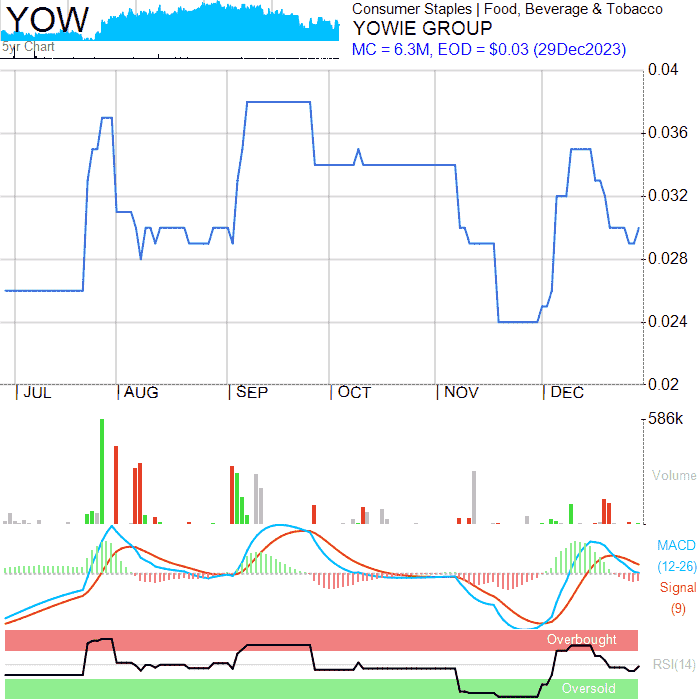 YOW
5yr Chart
Consumer Staples | Food, Beverage & Tobacco
YOWIE GROUP
MC = 6.3M, EOD = $0.03 (29Dec2023)
0.04
0.036
0.032
0.028
0.024
0.02
JUL AUG SEP OCT NOV DEC
586k
Volume
MACD
(12-26)
Signal
(9)
Overbought
RSI(14)
Oversold